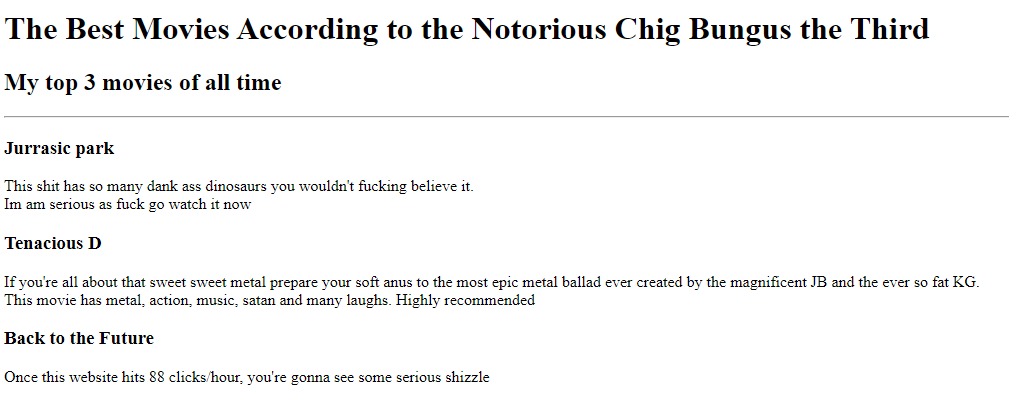 The Best Movies According to the Notorious Chig Bungus the Third
My top 3 movies of all time
Jurrasic park
This shit has so many dank ass dinosaurs you wouldn't fucking believe it.
Im am serious as fuck go watch it now
Tenacious D
If you're all about that sweet sweet metal prepare your soft anus to the most epic metal ballad ever created by the magnificent JB and the ever so fat KG.
This movie has metal, action, music, satan and many laughs. Highly recommended
Back to the Future
Once this website hits 88 clicks/hour, you're gonna see some serious shizzle